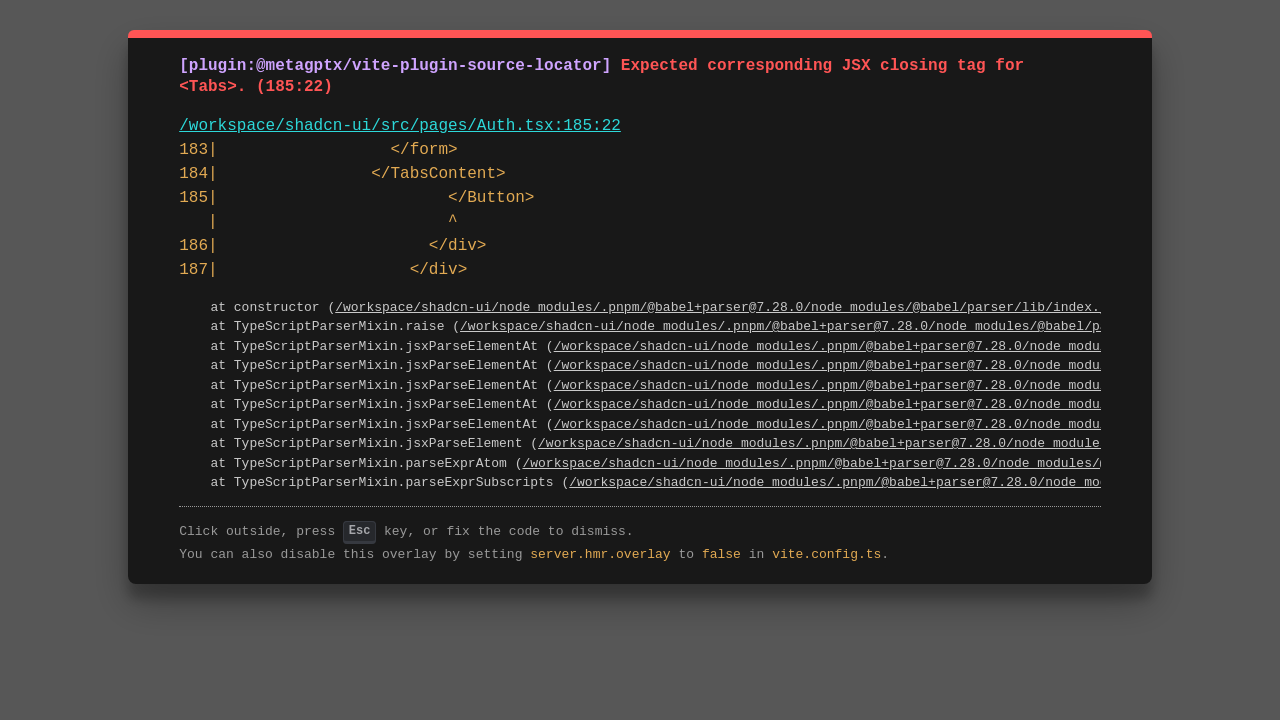 [plugin:@metagptx/vite-plugin-source-locator] Expected corresponding JSX closing tag for
<Tabs>. (185:22)
/workspace/shadcn-ui/src/pages/Auth.tsx:185:22
183|                  </form>
184|                </TabsContent>
185|                        </Button>
   |                        ^
186|                      </div>
187|                    </div>
at constructor (/workspace/shadcn-ui/node_modules/.pnpm/@babel+parser@7.28.0/node_modules/@babel/parser/lib/index.
at TypeScriptParserMixin.raise (/workspace/shadcn-ui/node_modules/.pnpm/@babel+parser@7.28.0/node_modules/@babel/p
at TypeScriptParserMixin.jsxParseElementAt (/workspace/shadcn-ui/node_modules/.pnpm/@babel+parser@7.28.0/node_modu
at TypeScriptParserMixin.jsxParseElementAt (/workspace/shadcn-ui/node_modules/.pnpm/@babel+parser@7.28.0/node_modu
at TypeScriptParserMixin.jsxParseElementAt (/workspace/shadcn-ui/node_modules/.pnpm/@babel+parser@7.28.0/node_modu
at TypeScriptParserMixin.jsxParseElementAt (/workspace/shadcn-ui/node_modules/.pnpm/@babel+parser@7.28.0/node_modu
at TypeScriptParserMixin.jsxParseElementAt (/workspace/shadcn-ui/node_modules/.pnpm/@babel+parser@7.28.0/node_modu
at TypeScriptParserMixin.jsxParseElement (/workspace/shadcn-ui/node_modules/.pnpm/@babel+parser@7.28.0/node_module
at TypeScriptParserMixin.parseExprAtom (/workspace/shadcn-ui/node_modules/.pnpm/@babel+parser@7.28.0/node_modules/@
at TypeScriptParserMixin.parseExprSubscripts (/workspace/shadcn-ui/node_modules/.pnpm/@babel+parser@7.28.0/node_mo
Click outside, press Esc key, or fix the code to dismiss.
You can also disable this overlay by setting server.hmr.overlay to false in vite.config.ts.